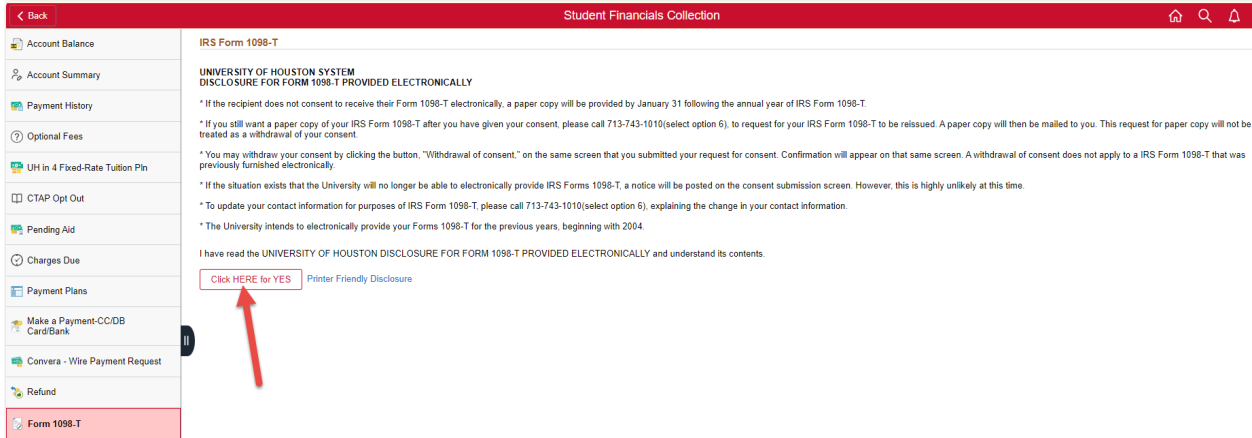 Back
Student Financials Collection
Account Balance
Account Summary
Payment History
Optional Fees
UH in 4 Fixed-Rate Tuition Pln
CTAP Opt Out
Pending Aid
Charges Due
Payment Plans
Make a Payment-CC/DB
Card/Bank
Convera - Wire Payment Request
Refund
Form 1098-T
IRS Form 1098-T
UNIVERSITY OF HOUSTON SYSTEM
DISCLOSURE FOR FORM 1098-T PROVIDED ELECTRONICALLY
* If the recipient does not consent to receive their Form 1098-T electronically, a paper copy will be provided by January 31 following the annual year of IRS Form 1098-T.
* If you still want a paper copy of your IRS Form 1098-T after you have given your consent, please call 713-743-1010(select option 6), to request for your IRS Form 1098-T to be reissued. A paper copy will then be mailed to you. This request for paper copy will not be
treated as a withdrawal of your consent.
* You may withdraw your consent by clicking the button, "Withdrawal of consent," on the same screen that you submitted your request for consent. Confirmation will appear on that same screen. A withdrawal of consent does not apply to a IRS Form 1098-T that was
previously furnished electronically.
* If the situation exists that the University will no longer be able to electronically provide IRS Forms 1098-T, a notice will be posted on the consent submission screen. However, this is highly unlikely at this time.
* To update your contact information for purposes of IRS Form 1098-T, please call 713-743-1010(select option 6), explaining the change in your contact information.
* The University intends to electronically provide your Forms 1098-T for the previous years, beginning with 2004.
I have read the UNIVERSITY OF HOUSTON DISCLOSURE FOR FORM 1098-T PROVIDED ELECTRONICALLY and understand its contents.
Click HERE for YES Printer Friendly Disclosure